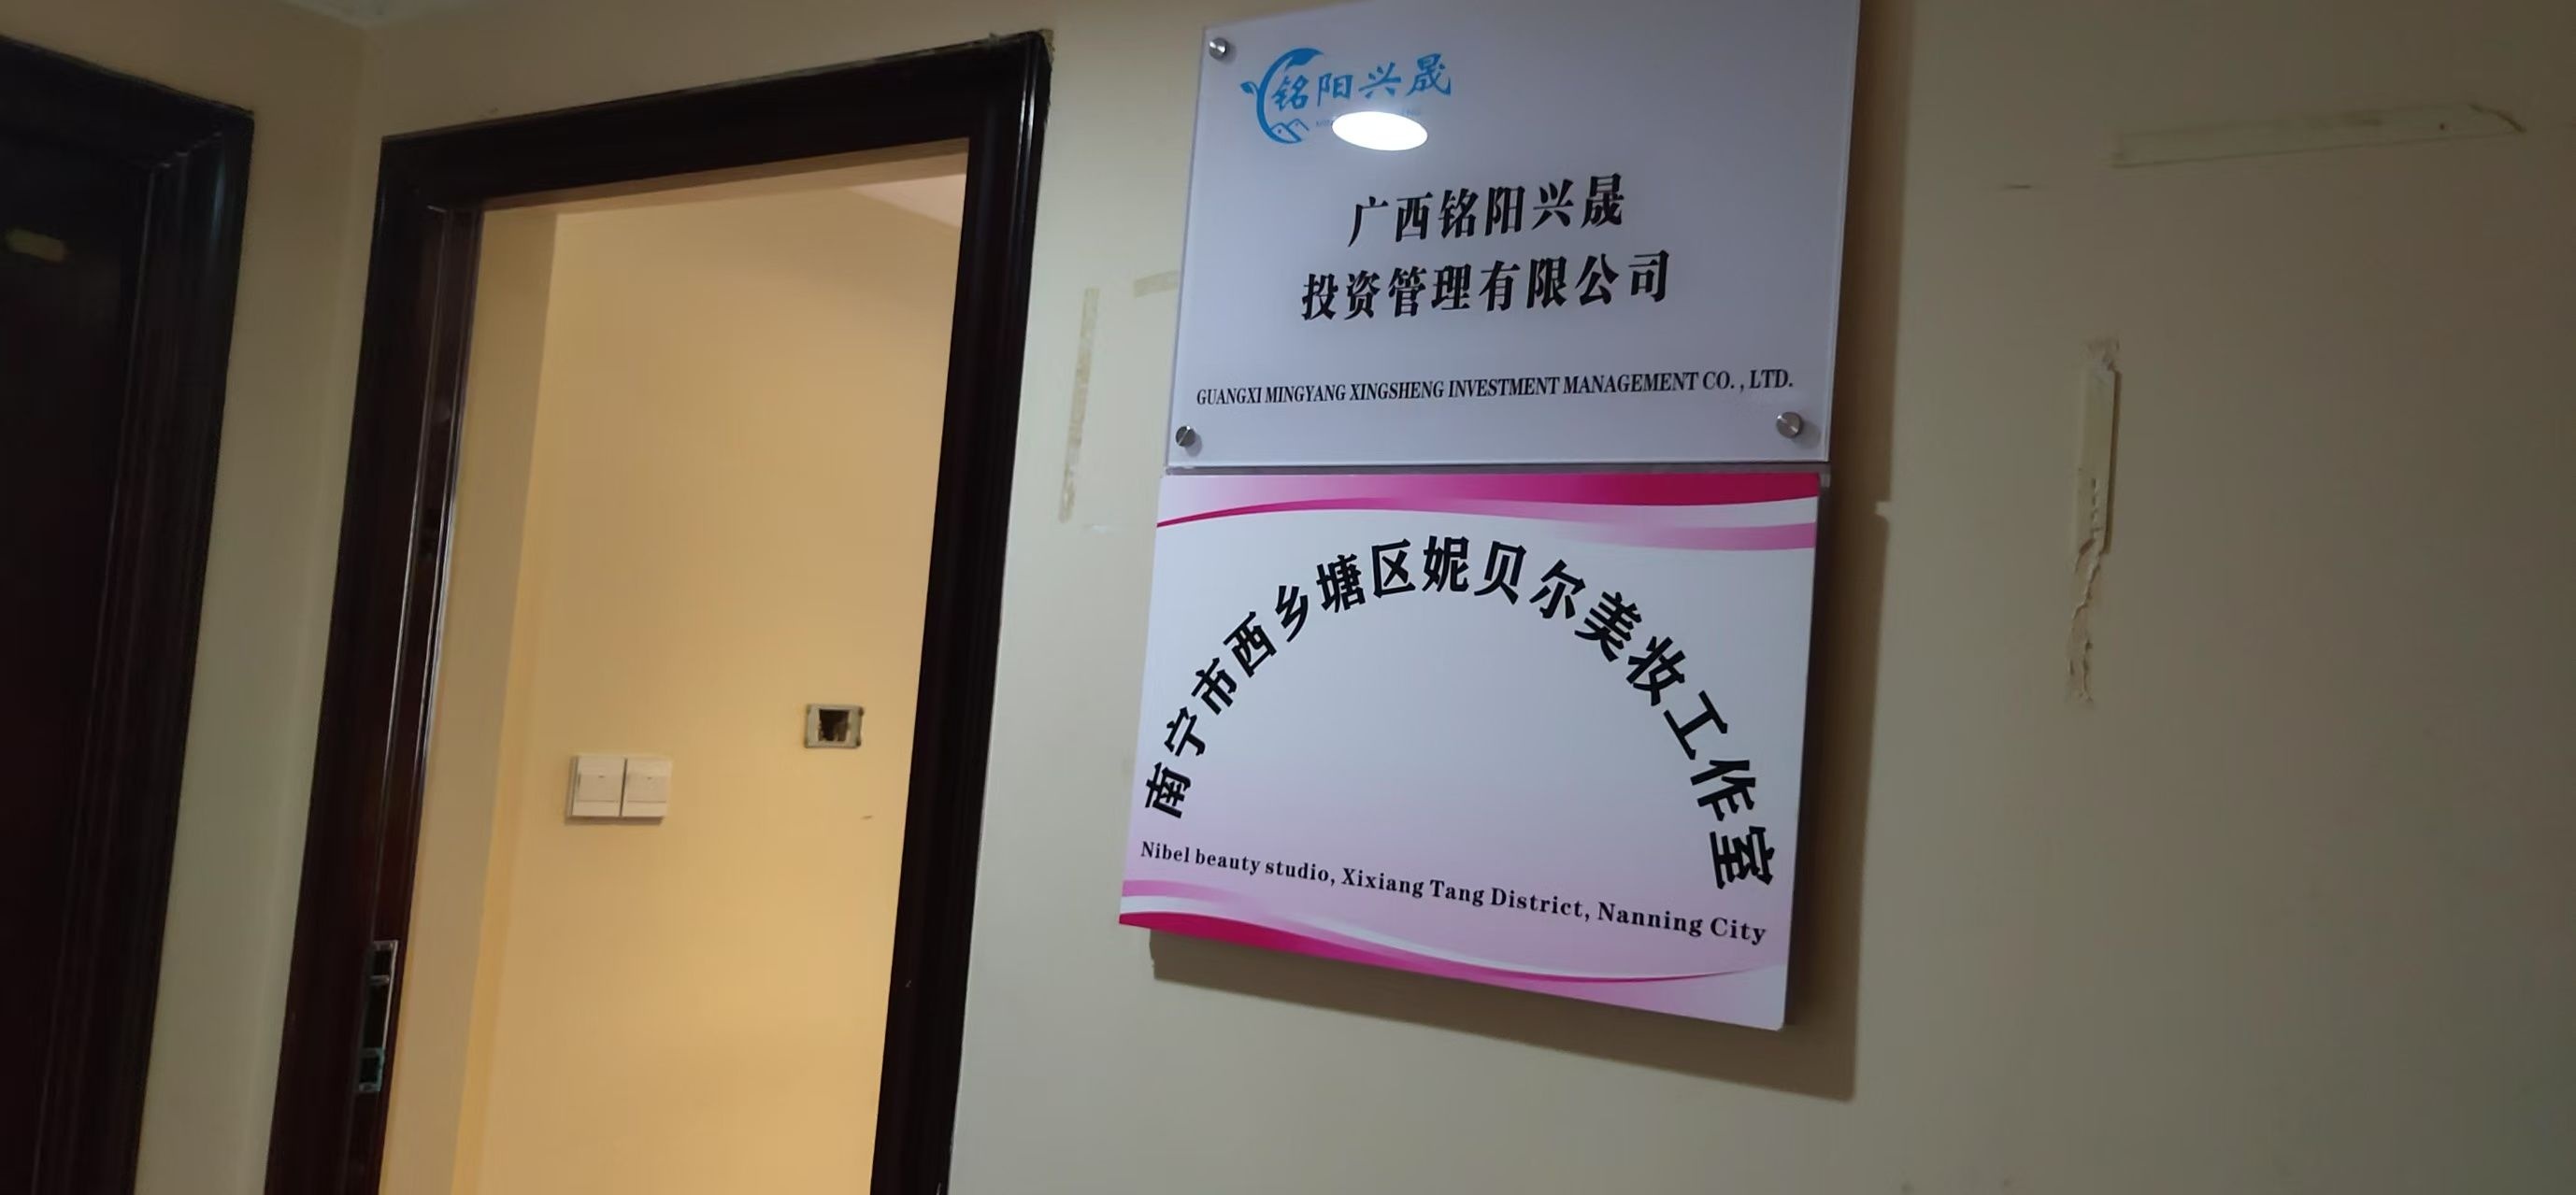 铭阳兴晟
广西铭阳兴晟
投资管理有限公司
GUANGXI MINGYANG XINGSHENG INVESTMENT MANAGEMENT CO. , LTD.
南宁市西乡塘区妮贝尔美妆工作室
Nibel beauty studio, Xixiang Tang District, Nanning City